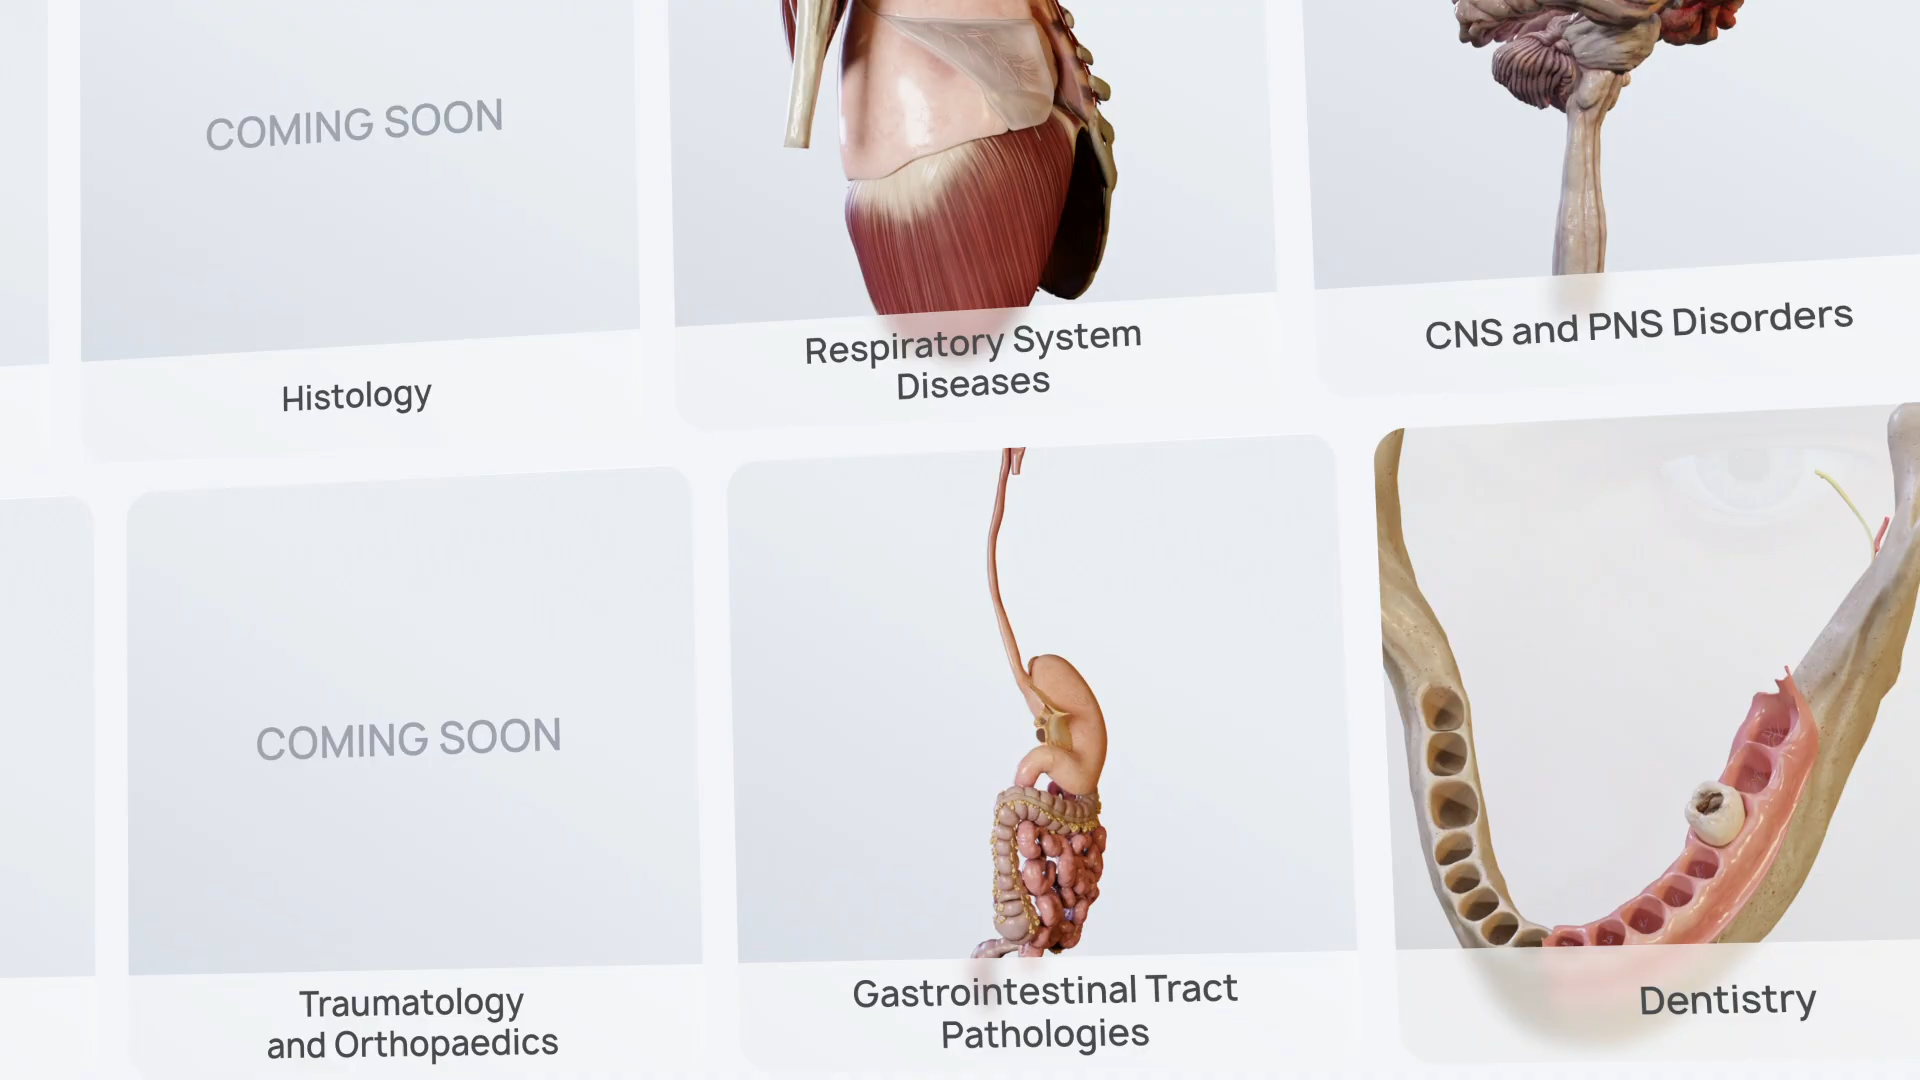 COMING SOON
Histology
Respiratory System
Diseases
CNS and PNS Disorders
COMING SOON
Traumatology
and Orthopaedics
Gastrointestinal Tract
Pathologies
Dentistry